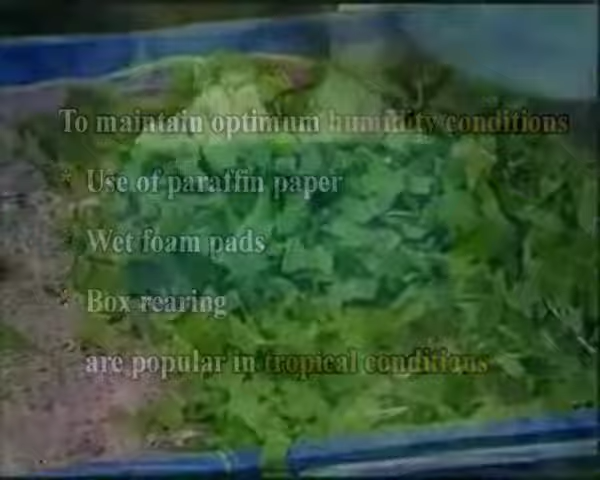 To maintain optimum humidity conditions
* Use of paraffin paper
* Wet foam pads
* Box rearing
are popular in tropical conditions